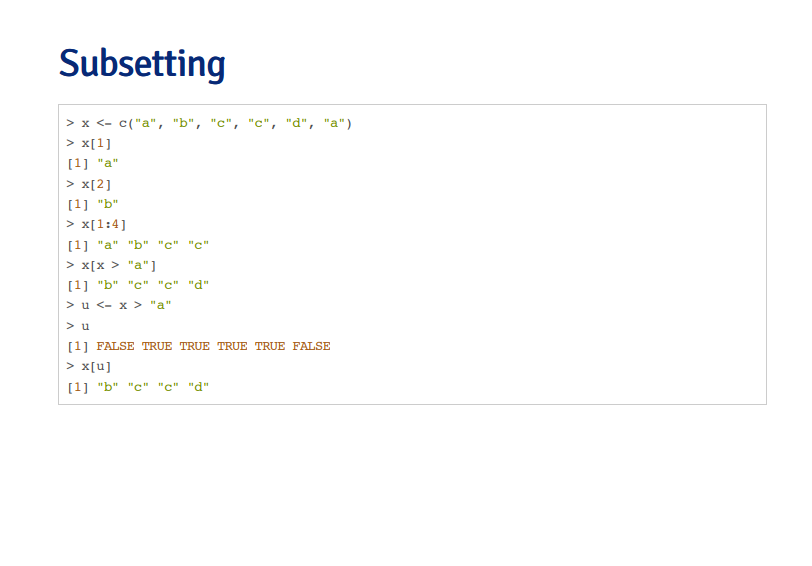 Subsetting
> x <- c("a", "b", "c", "c", "d", "a")
> x[1]
[1] "a"
> x[2]
[1] "b"
> x[1:4]
[1] "a" "b" "c" "c"
> x[x > "a"]
[1] "b" "c" "c" "d"
> u <- x > "a"
> u
[1] FALSE TRUE TRUE TRUE TRUE FALSE
> x[u]
[1] "b" "c" "c" "d"